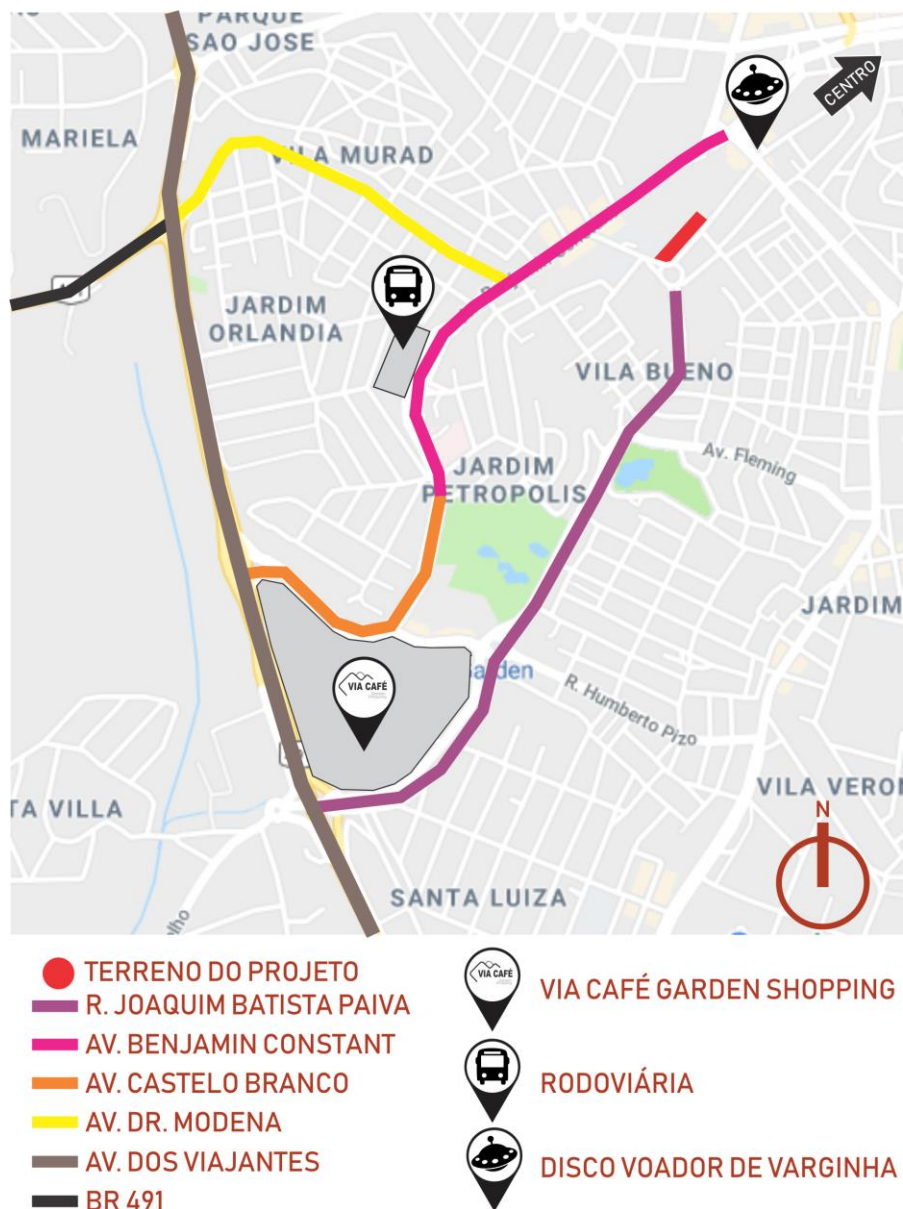 PARQUE
SAO JOSE
CENTRO
MARIELA
VILA MURAD
JARDIM
ORLANDIA
VILA BUENO
Av. Fleming
JARDIM
PETROPOLIS
JARDIM
R. Humberto Pizo
VIA CAFÉ
TA VILLA
VILA VERON
N
SANTA LUIZA
TERRENO DO PROJETO
R. JOAQUIM BATISTA PAIVA
AV. BENJAMIN CONSTANT
AV. CASTELO BRANCO
AV. DR. MODENA
AV. DOS VIAJANTES
BR 491
VIA CAFÉ
VIA CAFÉ GARDEN SHOPPING
RODOVIÁRIA
DISCO VOADOR DE VARGINHA